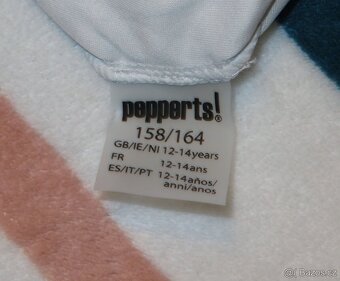 pepperts!®
158/164
GB/IE/NI 12-14years
FR 12-14ans
ES/IT/PT 12-14años/
anni/anos
© Bazos.cz